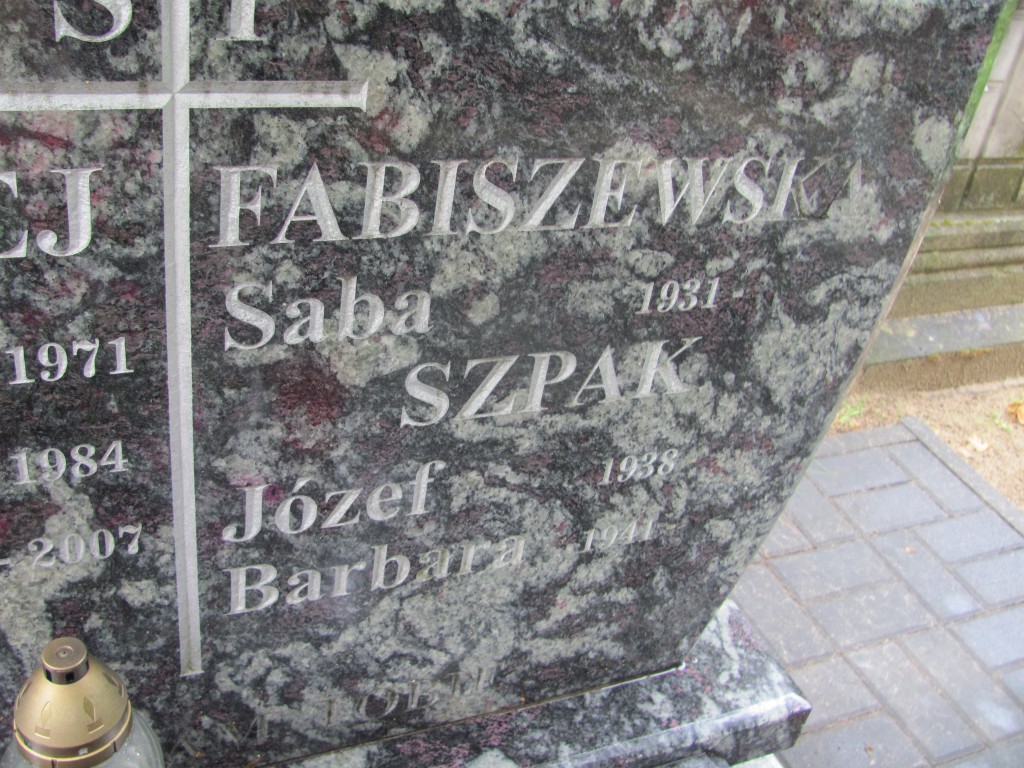 EJ
1971
1984
- 2007
FABISZEWSKA
Saba 1931 -
SZPAK
Józef 1938
Barbara 1941 -